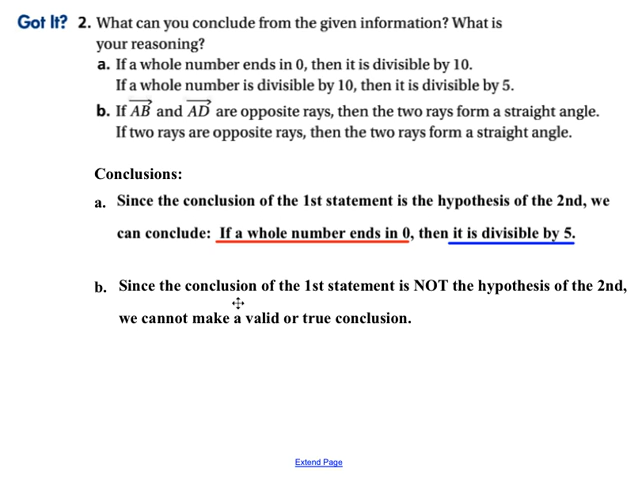 Got It? 2. What can you conclude from the given information? What is
your reasoning?
a. If a whole number ends in 0, then it is divisible by 10.
If a whole number is divisible by 10, then it is divisible by 5.
b. If AB and AD are opposite rays, then the two rays form a straight angle.
If two rays are opposite rays, then the two rays form a straight angle.
Conclusions:
a. Since the conclusion of the 1st statement is the hypothesis of the 2nd, we
can conclude: If a whole number ends in 0, then it is divisible by 5.
b. Since the conclusion of the 1st statement is NOT the hypothesis of the 2nd,
we cannot make a valid or true conclusion.
Extend Page